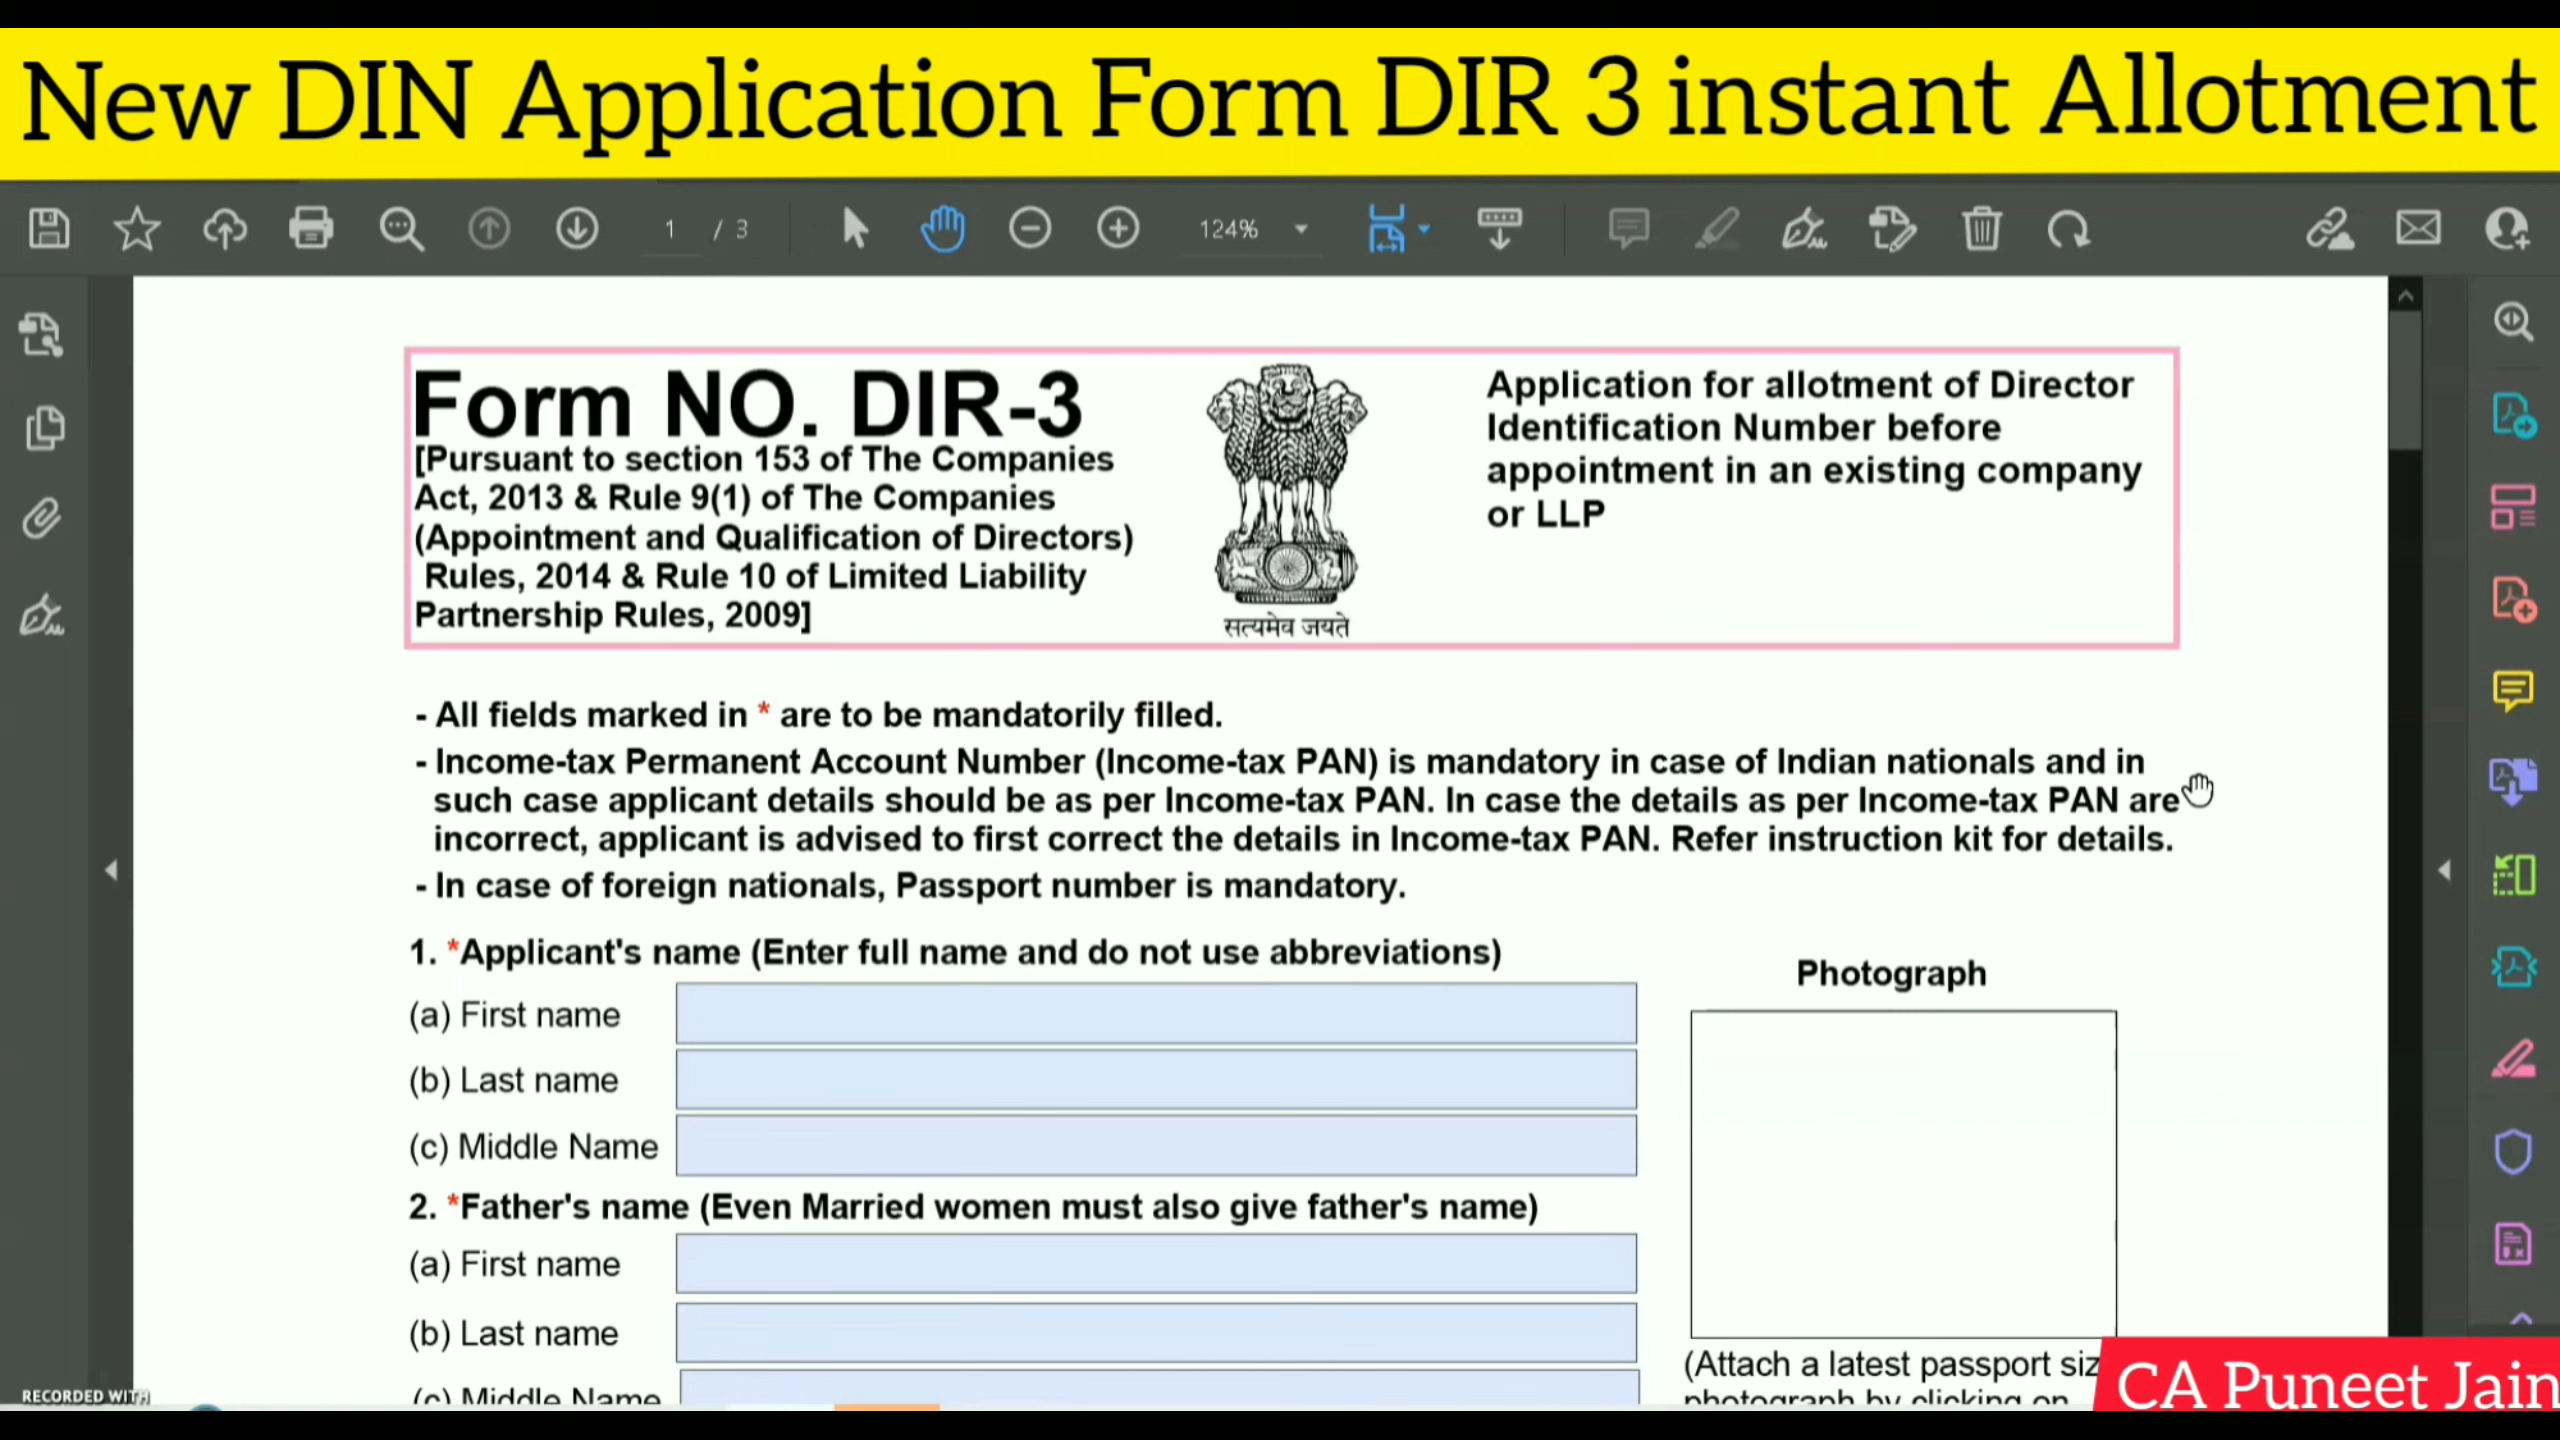 New DIN Application Form DIR 3 instant Allotment
1 / 3
124%
Form NO. DIR-3
[Pursuant to section 153 of The Companies
Act, 2013 & Rule 9(1) of The Companies
(Appointment and Qualification of Directors)
Rules, 2014 & Rule 10 of Limited Liability
Partnership Rules, 2009]
सत्यमेव जयते
Application for allotment of Director
Identification Number before
appointment in an existing company
or LLP
- All fields marked in * are to be mandatorily filled.
- Income-tax Permanent Account Number (Income-tax PAN) is mandatory in case of Indian nationals and in
such case applicant details should be as per Income-tax PAN. In case the details as per Income-tax PAN are
incorrect, applicant is advised to first correct the details in Income-tax PAN. Refer instruction kit for details.
- In case of foreign nationals, Passport number is mandatory.
1. *Applicant's name (Enter full name and do not use abbreviations)
(a) First name
(b) Last name
(c) Middle Name
Photograph
2. *Father's name (Even Married women must also give father's name)
(a) First name
(b) Last name
(c) Middle Name
(Attach a latest passport siz
photograph by clicking on
CA Puneet Jain
RECORDED WITH